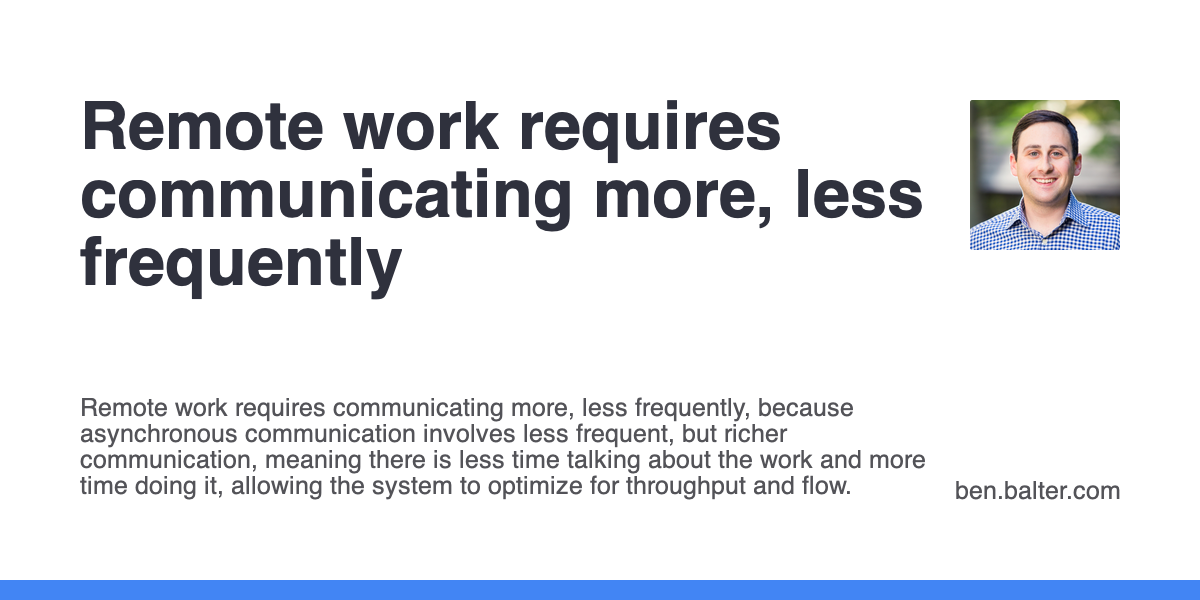 Remote work requires
communicating more, less
frequently
Remote work requires communicating more, less frequently, because
asynchronous communication involves less frequent, but richer
communication, meaning there is less time talking about the work and more
time doing it, allowing the system to optimize for throughput and flow.
ben.balter.com